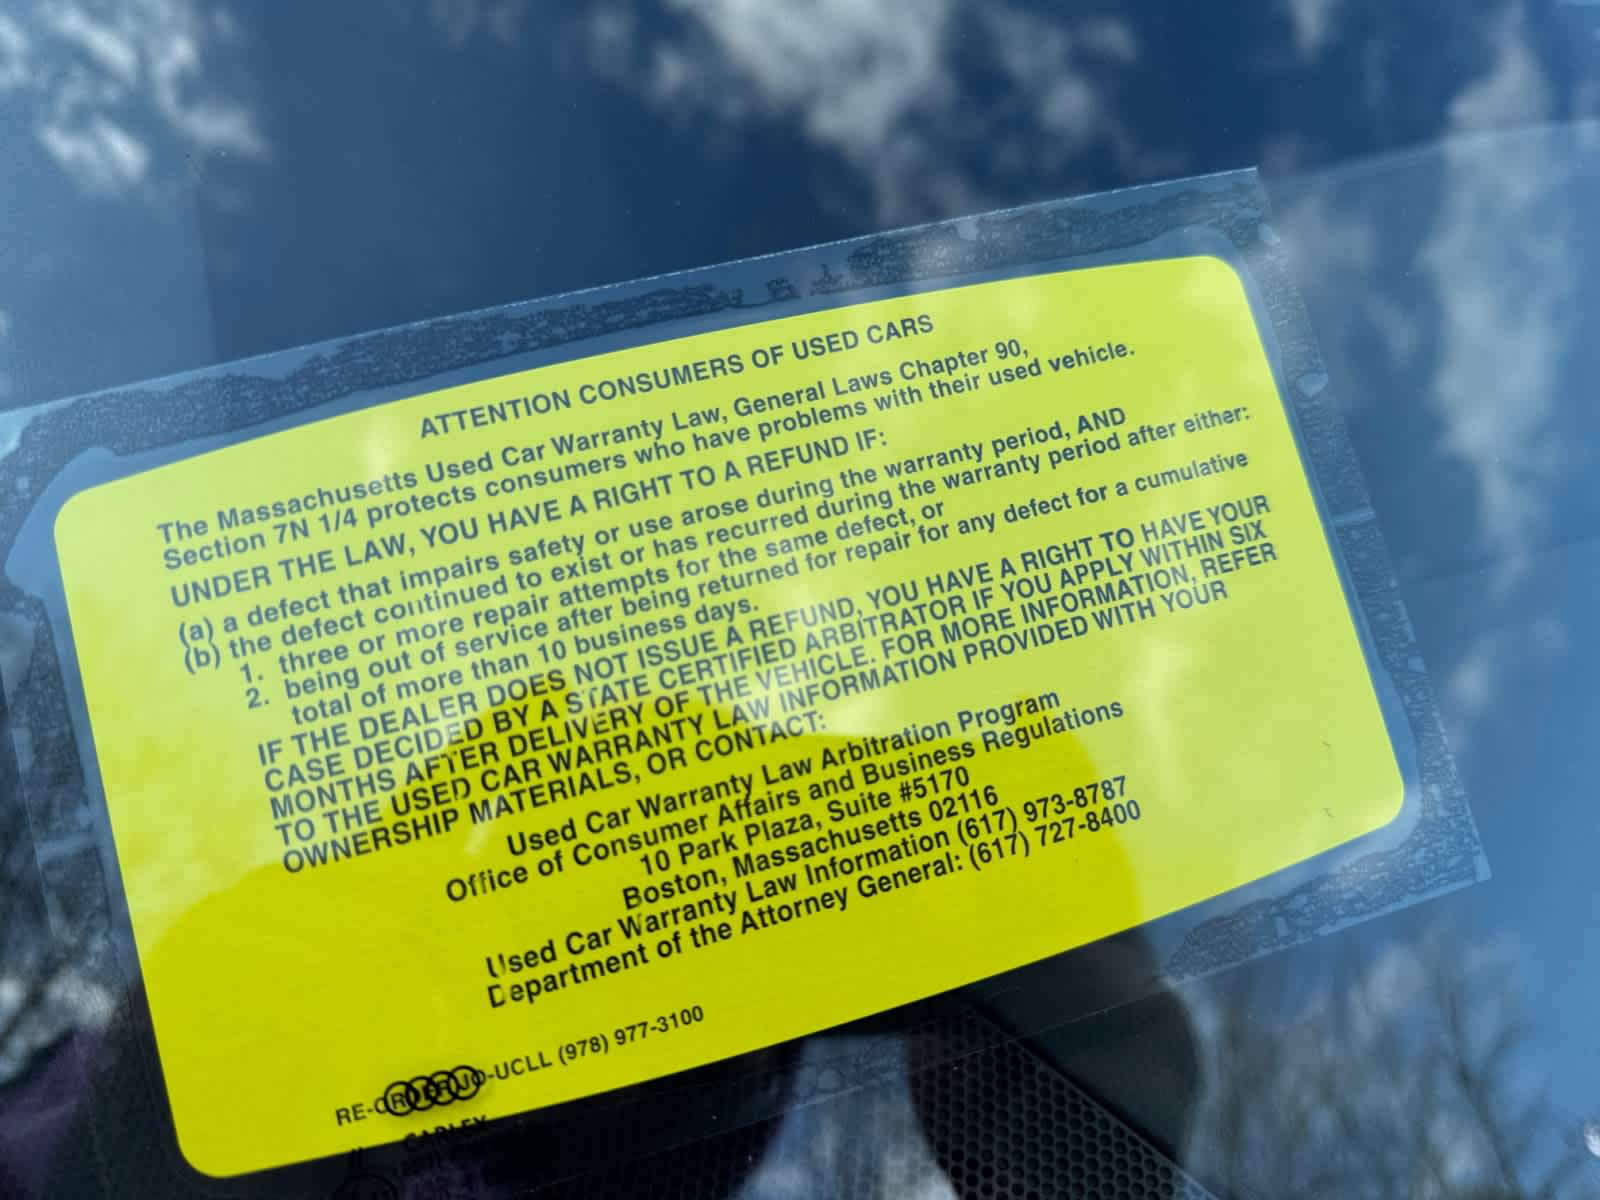 ATTENTION CONSUMERS OF USED CARS
The Massachusetts Used Car Warranty Law, General Laws Chapter 90,
Section 7N 1/4 protects consumers who have problems with their used vehicle.
UNDER THE LAW, YOU HAVE A RIGHT TO A REFUND IF:
(a) a defect that impairs safety or use arose during the warranty period, AND
(b) the defect continued to exist or has recurred during the warranty period after either:
1. three or more repair attempts for the same defect, or
2. being out of service after being returned for repair for any defect for a cumulative
total of more than 10 business days.
IF THE DEALER DOES NOT ISSUE A REFUND, YOU HAVE A RIGHT TO HAVE YOUR
CASE DECIDED BY A STATE CERTIFIED ARBITRATOR IF YOU APPLY WITHIN SIX
MONTHS AFTER DELIVERY OF THE VEHICLE. FOR MORE INFORMATION, REFER
TO THE USED CAR WARRANTY LAW INFORMATION PROVIDED WITH YOUR
OWNERSHIP MATERIALS, OR CONTACT:
Used Car Warranty Law Arbitration Program
Office of Consumer Affairs and Business Regulations
10 Park Plaza, Suite #5170
Boston, Massachusetts 02116
Used Car Warranty Law Information (617) 973-8787
Department of the Attorney General: (617) 727-8400
(978) 977-3100